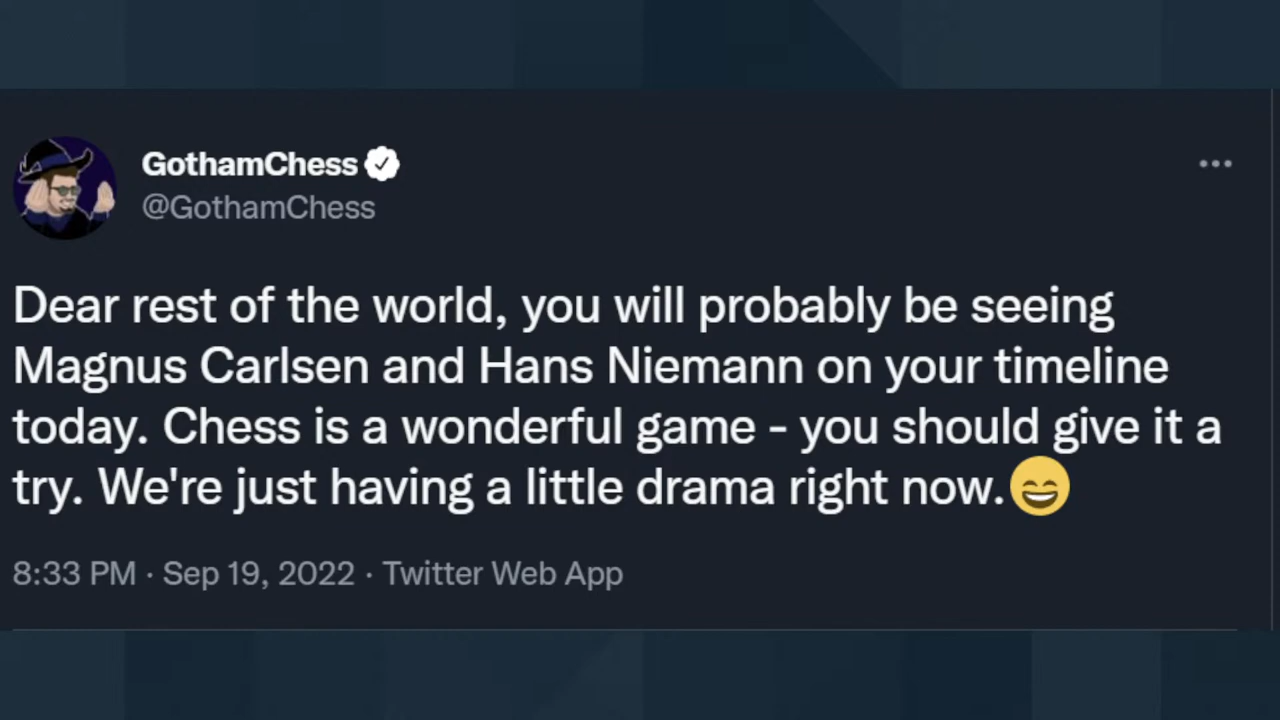 GothamChess
@GothamChess
Dear rest of the world, you will probably be seeing
Magnus Carlsen and Hans Niemann on your timeline
today. Chess is a wonderful game - you should give it a
try. We're just having a little drama right now.😄
8:33 PM · Sep 19, 2022 · Twitter Web App